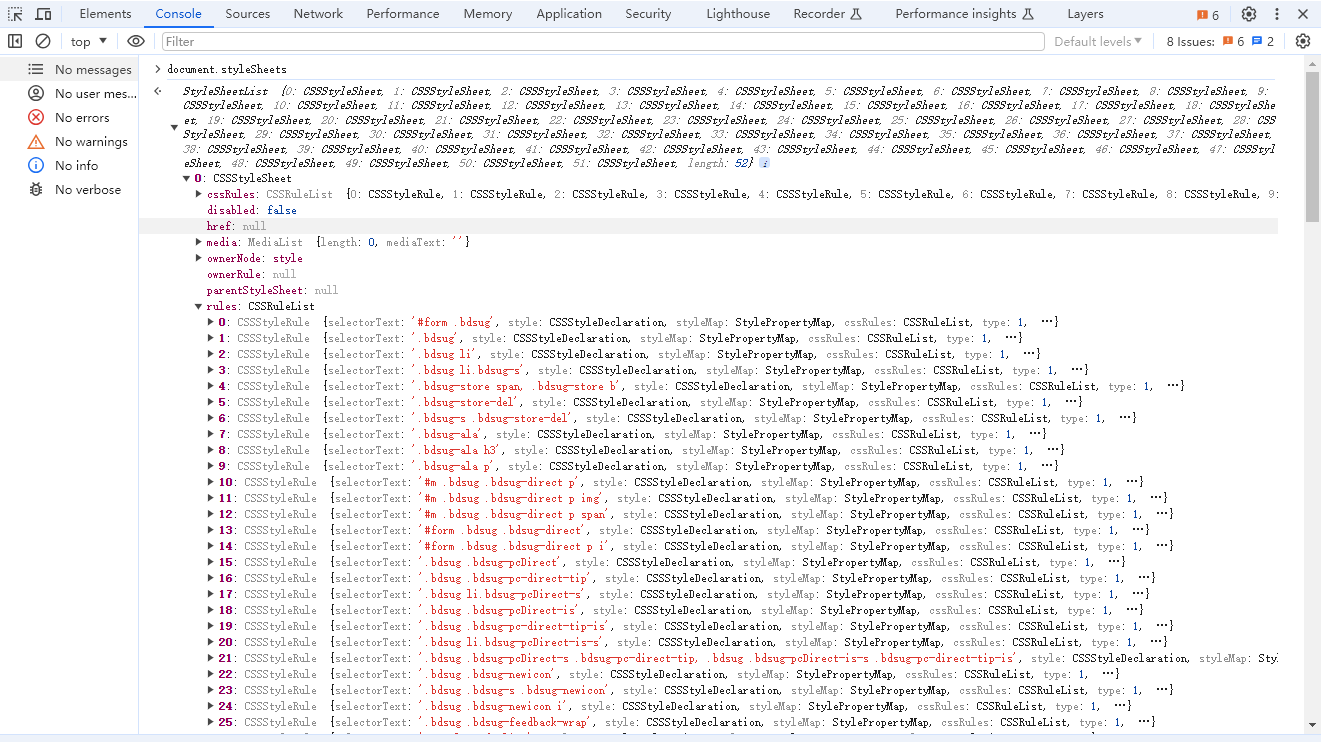 Elements Console Sources Network Performance Memory Application Security Lighthouse Recorder Performance insights Layers 6
top Filter Default levels 8 Issues: 6 2
No messages
No user mes...
No errors
No warnings
No info
No verbose
document.styleSheets
StyleSheetList {0: CSSStyleSheet, 1: CSSStyleSheet, 2: CSSStyleSheet, 3: CSSStyleSheet, 4: CSSStyleSheet, 5: CSSStyleSheet, 6: CSSStyleSheet, 7: CSSStyleSheet, 8: CSSStyleSheet, 9:
CSSStyleSheet, 10: CSSStyleSheet, 11: CSSStyleSheet, 12: CSSStyleSheet, 13: CSSStyleSheet, 14: CSSStyleSheet, 15: CSSStyleSheet, 16: CSSStyleSheet, 17: CSSStyleSheet, 18: CSSStyleShe
et, 19: CSSStyleSheet, 20: CSSStyleSheet, 21: CSSStyleSheet, 22: CSSStyleSheet, 23: CSSStyleSheet, 24: CSSStyleSheet, 25: CSSStyleSheet, 26: CSSStyleSheet, 27: CSSStyleSheet, 28: CSS
StyleSheet, 29: CSSStyleSheet, 30: CSSStyleSheet, 31: CSSStyleSheet, 32: CSSStyleSheet, 33: CSSStyleSheet, 34: CSSStyleSheet, 35: CSSStyleSheet, 36: CSSStyleSheet, 37: CSSStyleSheet,
38: CSSStyleSheet, 39: CSSStyleSheet, 40: CSSStyleSheet, 41: CSSStyleSheet, 42: CSSStyleSheet, 43: CSSStyleSheet, 44: CSSStyleSheet, 45: CSSStyleSheet, 46: CSSStyleSheet, 47: CSSStyl
eSheet, 48: CSSStyleSheet, 49: CSSStyleSheet, 50: CSSStyleSheet, 51: CSSStyleSheet, length: 52} i
0: CSSStyleSheet
cssRules: CSSRuleList {0: CSSStyleRule, 1: CSSStyleRule, 2: CSSStyleRule, 3: CSSStyleRule, 4: CSSStyleRule, 5: CSSStyleRule, 6: CSSStyleRule, 7: CSSStyleRule, 8: CSSStyleRule, 9:
disabled: false
href: null
media: MediaList {length: 0, mediaText: ''}
ownerNode: style
ownerRule: null
parentStyleSheet: null
rules: CSSRuleList
0: CSSStyleRule {selectorText: '#form .bdsug', style: CSSStyleDeclaration, styleMap: StylePropertyMap, cssRules: CSSRuleList, type: 1, …}
1: CSSStyleRule {selectorText: '.bdsug', style: CSSStyleDeclaration, styleMap: StylePropertyMap, cssRules: CSSRuleList, type: 1, …}
2: CSSStyleRule {selectorText: '.bdsug li', style: CSSStyleDeclaration, styleMap: StylePropertyMap, cssRules: CSSRuleList, type: 1, …}
3: CSSStyleRule {selectorText: '.bdsug li.bdsug-s', style: CSSStyleDeclaration, styleMap: StylePropertyMap, cssRules: CSSRuleList, type: 1, …}
4: CSSStyleRule {selectorText: '.bdsug-store span, .bdsug-store b', style: CSSStyleDeclaration, styleMap: StylePropertyMap, cssRules: CSSRuleList, type: 1, …}
5: CSSStyleRule {selectorText: '.bdsug-store-del', style: CSSStyleDeclaration, styleMap: StylePropertyMap, cssRules: CSSRuleList, type: 1, …}
6: CSSStyleRule {selectorText: '.bdsug-s .bdsug-store-del', style: CSSStyleDeclaration, styleMap: StylePropertyMap, cssRules: CSSRuleList, type: 1, …}
7: CSSStyleRule {selectorText: '.bdsug-ala', style: CSSStyleDeclaration, styleMap: StylePropertyMap, cssRules: CSSRuleList, type: 1, …}
8: CSSStyleRule {selectorText: '.bdsug-ala h3', style: CSSStyleDeclaration, styleMap: StylePropertyMap, cssRules: CSSRuleList, type: 1, …}
9: CSSStyleRule {selectorText: '.bdsug-ala p', style: CSSStyleDeclaration, styleMap: StylePropertyMap, cssRules: CSSRuleList, type: 1, …}
10: CSSStyleRule {selectorText: '#m .bdsug .bdsug-direct p', style: CSSStyleDeclaration, styleMap: StylePropertyMap, cssRules: CSSRuleList, type: 1, …}
11: CSSStyleRule {selectorText: '#m .bdsug .bdsug-direct p img', style: CSSStyleDeclaration, styleMap: StylePropertyMap, cssRules: CSSRuleList, type: 1, …}
12: CSSStyleRule {selectorText: '#m .bdsug .bdsug-direct p span', style: CSSStyleDeclaration, styleMap: StylePropertyMap, cssRules: CSSRuleList, type: 1, …}
13: CSSStyleRule {selectorText: '#form .bdsug .bdsug-direct', style: CSSStyleDeclaration, styleMap: StylePropertyMap, cssRules: CSSRuleList, type: 1, …}
14: CSSStyleRule {selectorText: '#form .bdsug .bdsug-direct p i', style: CSSStyleDeclaration, styleMap: StylePropertyMap, cssRules: CSSRuleList, type: 1, …}
15: CSSStyleRule {selectorText: '.bdsug .bdsug-pcDirect', style: CSSStyleDeclaration, styleMap: StylePropertyMap, cssRules: CSSRuleList, type: 1, …}
16: CSSStyleRule {selectorText: '.bdsug .bdsug-pc-direct-tip', style: CSSStyleDeclaration, styleMap: StylePropertyMap, cssRules: CSSRuleList, type: 1, …}
17: CSSStyleRule {selectorText: '.bdsug li.bdsug-pcDirect-s', style: CSSStyleDeclaration, styleMap: StylePropertyMap, cssRules: CSSRuleList, type: 1, …}
18: CSSStyleRule {selectorText: '.bdsug .bdsug-pcDirect-is', style: CSSStyleDeclaration, styleMap: StylePropertyMap, cssRules: CSSRuleList, type: 1, …}
19: CSSStyleRule {selectorText: '.bdsug .bdsug-pc-direct-tip-is', style: CSSStyleDeclaration, styleMap: StylePropertyMap, cssRules: CSSRuleList, type: 1, …}
20: CSSStyleRule {selectorText: '.bdsug li.bdsug-pcDirect-is-s', style: CSSStyleDeclaration, styleMap: StylePropertyMap, cssRules: CSSRuleList, type: 1, …}
21: CSSStyleRule {selectorText: '.bdsug .bdsug-pcDirect-s .bdsug-pc-direct-tip, .bdsug .bdsug-pcDirect-is-s .bdsug-pc-direct-tip-is', style: CSSStyleDeclaration, styleMap: Sty
22: CSSStyleRule {selectorText: '.bdsug .bdsug-newicon', style: CSSStyleDeclaration, styleMap: StylePropertyMap, cssRules: CSSRuleList, type: 1, …}
23: CSSStyleRule {selectorText: '.bdsug .bdsug-s .bdsug-newicon', style: CSSStyleDeclaration, styleMap: StylePropertyMap, cssRules: CSSRuleList, type: 1, …}
24: CSSStyleRule {selectorText: '.bdsug .bdsug-newicon i', style: CSSStyleDeclaration, styleMap: StylePropertyMap, cssRules: CSSRuleList, type: 1, …}
25: CSSStyleRule {selectorText: '.bdsug .bdsug-feedback-wrap', style: CSSStyleDeclaration, styleMap: StylePropertyMap, cssRules: CSSRuleList, type: 1, …}